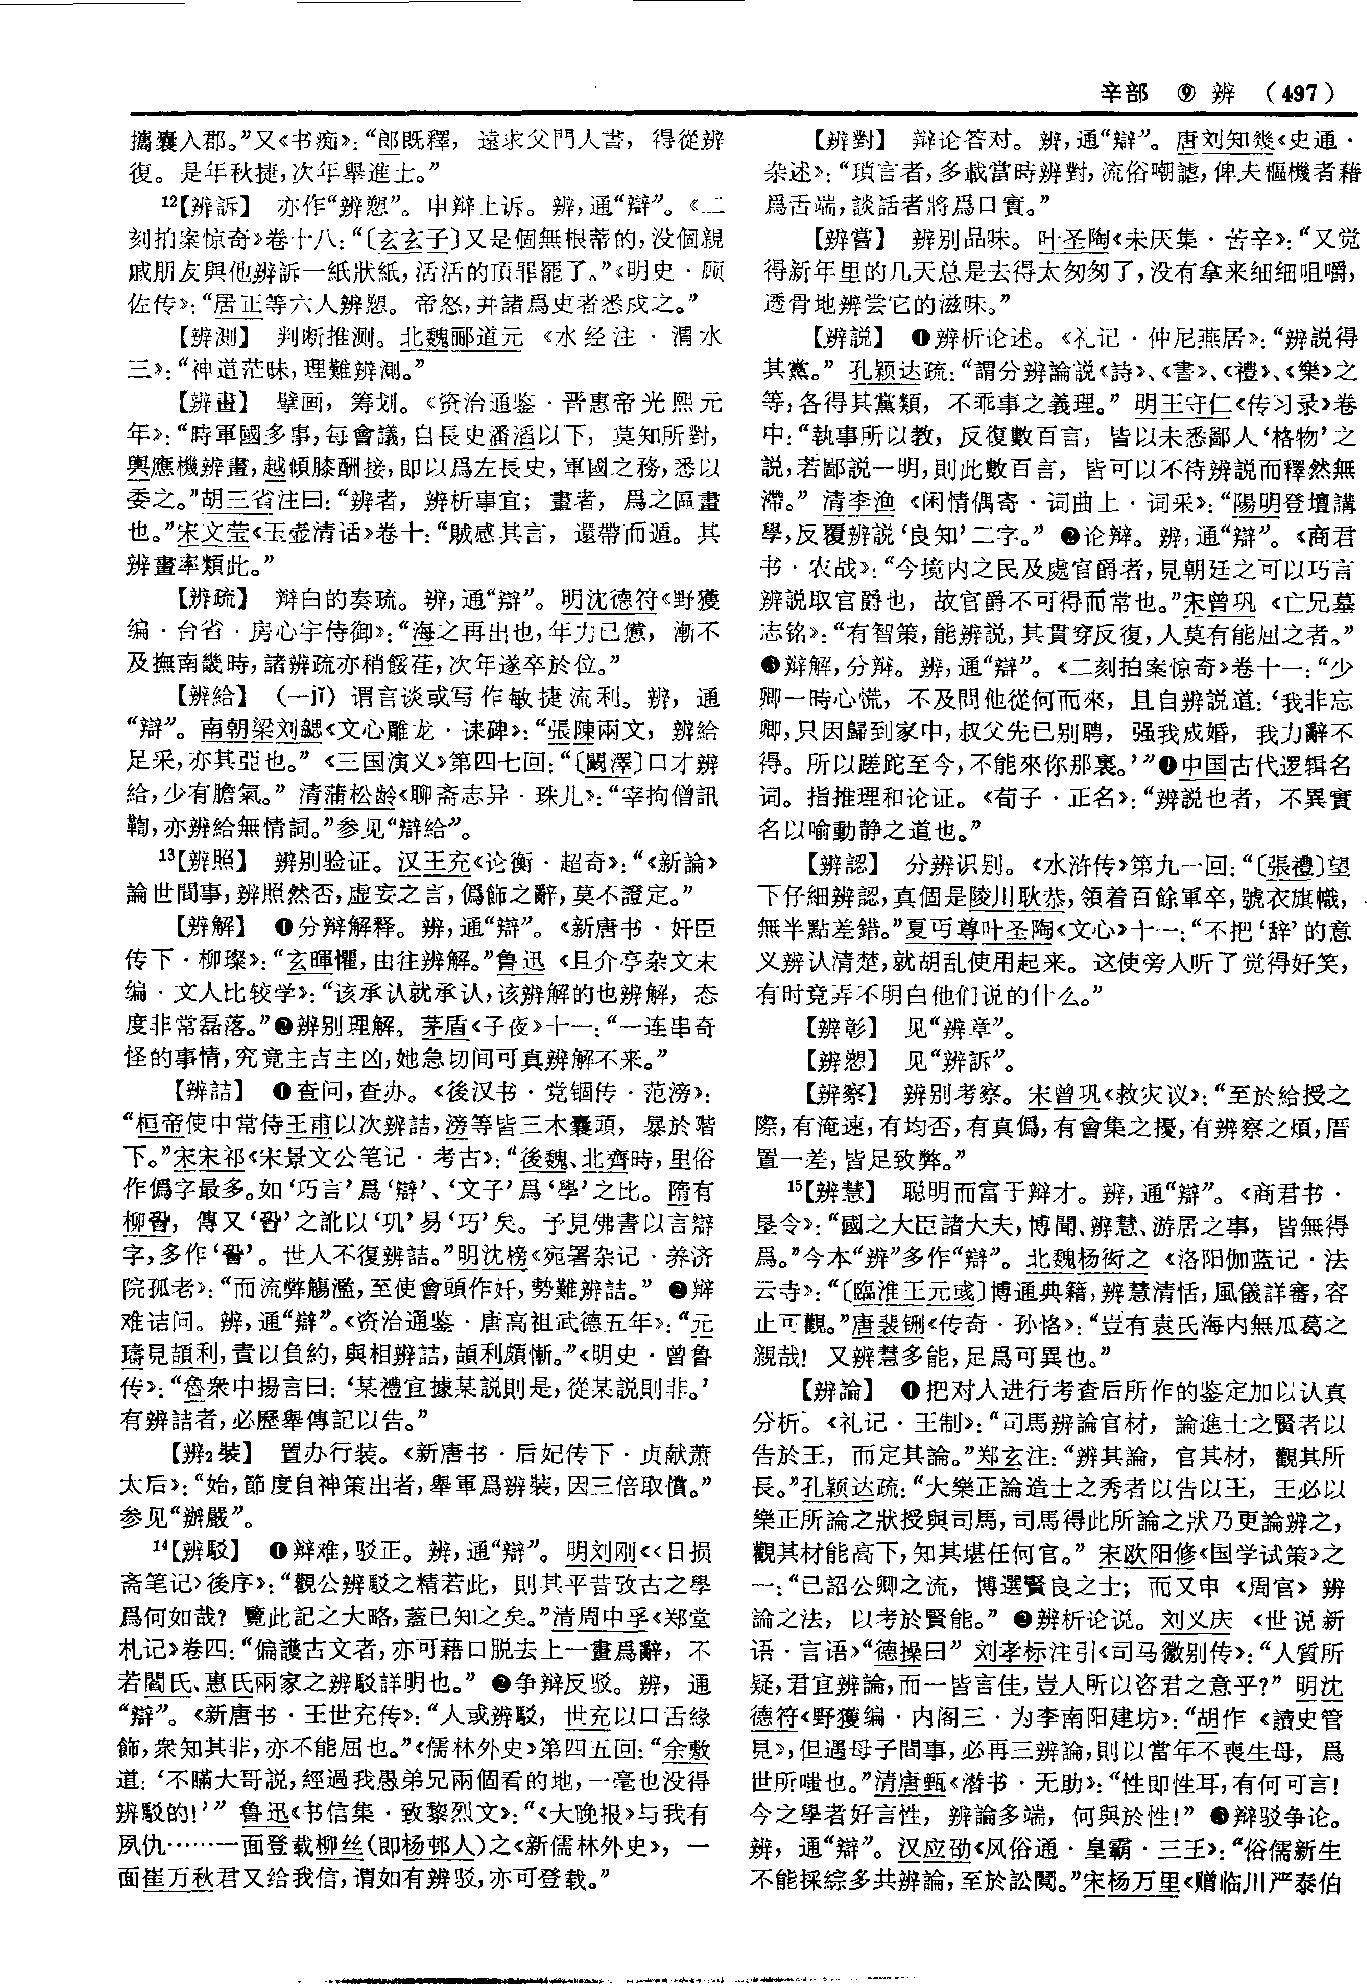 辛部 ⑨ 辨 （497）
攜囊入郡。”又《书痴》：“郎既釋，遠求父門人書，得從辨
復。是年秋捷，次年舉進士。”
¹²【辨訴】 亦作“辨愬”。申辩上诉。辨，通“辯”。《二
刻拍案惊奇》卷十八：“〔玄玄子〕又是個無根蒂的，没個親
戚朋友與他辨訴一紙狀紙，活活的頂罪罷了。”《明史·顾
佐传》：“居正等六人辨愬。帝怒，并諸爲吏者悉戍之。”
【辨测】 判断推测。北魏郦道元《水经注·渭水
三》：“神道茫昧，理難辨測。”
【辨畫】 擘画，筹划。《资治通鉴·晋惠帝光熙元
年》：“時軍國多事，每會議，自長史潘滔以下，莫知所對，
輿應機辨畫，越傾膝酬接，即以爲左長史，軍國之務，悉以
委之。”胡三省注曰：“辨者，辨析事宜；畫者，爲之區畫
也。”宋文莹《玉壶清话》卷十：“賊感其言，還帶而遁。其
辨畫率類此。”
【辨疏】 辩白的奏疏。辨，通“辯”。明沈德符《野獲
编·台省·房心宇侍御》：“海之再出也，年力已憊，漸不
及撫南畿時，諸辨疏亦稍餒茬，次年遂卒於位。”
【辨給】 （—jǐ）谓言谈或写作敏捷流利。辨，通
“辯”。南朝梁刘勰《文心雕龙·诔碑》：“張陳兩文，辨給
足采，亦其亞也。”《三国演义》第四七回：“〔闞澤〕口才辨
给，少有膽氣。”清蒲松龄《聊斋志异·珠儿》：“宰拘僧訊
鞫，亦辨給無情詞。”参见“辯給”。
¹³【辨照】 辨别验证。汉王充《论衡·超奇》：“《新論》
論世間事，辨照然否，虚妄之言，僞飾之辭，莫不證定。”
【辨解】 ❶分辩解释。辨，通“辯”。《新唐书·奸臣
传下·柳璨》：“玄暉懼，由往辨解。”鲁迅《且介亭杂文末
编·文人比较学》：“该承认就承认，该辨解的也辨解，态
度非常磊落。”❷辨别理解。茅盾《子夜》十一：“一连串奇
怪的事情，究竟主吉主凶，她急切间可真辨解不来。”
【辨詰】 ❶查问，查办。《後汉书·党锢传·范滂》：
“桓帝使中常侍王甫以次辨詰，滂等皆三木囊頭，暴於階
下。”宋宋祁《宋景文公笔记·考古》：“後魏、北齊時，里俗
作僞字最多。如‘巧言’爲‘辯’、‘文子’爲‘學’之比。隋有
柳䛒，傳又‘䛒’之訛以‘巩’易‘巧’矣。予見佛書以言辯
字，多作‘䛒’。世人不復辨詰。”明沈榜《宛署杂记·养济
院孤老》：“而流弊觴濫，至使會頭作奸，勢難辨詰。”❷辩
难诘问。辨，通“辯”。《资治通鉴·唐高祖武德五年》：“元
璹見頡利，責以負約，與相辨詰，頡利頗慚。”《明史·曾鲁
传》：“魯衆中揚言曰：‘某禮宜據某説則是，從某説則非。’
有辨詰者，必歷舉傳記以告。”
【辨₂裝】 置办行装。《新唐书·后妃传下·贞献萧
太后》：“始，節度自神策出者，舉軍爲辨裝，因三倍取償。”
参见“辦嚴”。
¹⁴【辨駁】 ❶辩难，驳正。辨，通“辯”。明刘刚《〈日损
斋笔记〉後序》：“觀公辨駁之精若此，則其平昔攷古之學
爲何如哉？覽此記之大略，蓋已知之矣。”清周中孚《郑堂
札记》卷四：“偏護古文者，亦可藉口脱去上一畫爲辭，不
若閻氏、惠氏兩家之辨駁詳明也。”❷争辩反驳。辨，通
“辯”。《新唐书·王世充传》：“人或辨駁，世充以口舌緣
飾，衆知其非，亦不能屈也。”《儒林外史》第四五回：“余敷
道：‘不瞞大哥説，經過我愚弟兄兩個看的地，一毫也没得
辨駁的！’”鲁迅《书信集·致黎烈文》：“《大晚报》与我有
夙仇……一面登载柳丝（即杨邨人）之《新儒林外史》，一
面崔万秋君又给我信，谓如有辨驳，亦可登载。”
【辨對】 辩论答对。辨，通“辯”。唐刘知幾《史通·
杂述》：“瑣言者，多載當時辨對，流俗嘲謔，俾夫樞機者藉
爲舌端，談話者將爲口實。”
【辨嘗】 辨别品味。叶圣陶《未厌集·苦辛》：“又觉
得新年里的几天总是去得太匆匆了，没有拿来细细咀嚼，
透骨地辨尝它的滋味。”
【辨説】 ❶辨析论述。《礼记·仲尼燕居》：“辨説得
其黨。”孔颖达疏：“謂分辨論説《詩》、《書》、《禮》、《樂》之
等，各得其黨類，不乖事之義理。”明王守仁《传习录》卷
中：“執事所以教，反復數百言，皆以未悉鄙人‘格物’之
説，若鄙説一明，則此數百言，皆可以不待辨説而釋然無
滯。”清李渔《闲情偶寄·词曲上·词采》：“陽明登壇講
學，反覆辨説‘良知’二字。”❷论辩。辨，通“辯”。《商君
书·农战》：“今境内之民及處官爵者，見朝廷之可以巧言
辨説取官爵也，故官爵不可得而常也。”宋曾巩《亡兄墓
志铭》：“有智策，能辨説，其貫穿反復，人莫有能屈之者。”
❸辩解，分辩。辨，通“辯”。《二刻拍案惊奇》卷十一：“少
卿一時心慌，不及問他從何而來，且自辨説道：‘我非忘
卿，只因歸到家中，叔父先已别聘，强我成婚，我力辭不
得。所以蹉跎至今，不能來你那裏。’”❹中国古代逻辑名
词。指推理和论证。《荀子·正名》：“辨説也者，不異實
名以喻動静之道也。”
【辨認】 分辨识别。《水浒传》第九一回：“〔張禮〕望
下仔細辨認，真個是陵川耿恭，領着百餘軍卒，號衣旗幟，
無半點差錯。”夏丏尊叶圣陶《文心》十一：“不把‘辞’的意
义辨认清楚，就胡乱使用起来。这使旁人听了觉得好笑，
有时竟弄不明白他们说的什么。”
【辨彰】 见“辨章”。
【辨愬】 见“辨訴”。
【辨察】 辨别考察。宋曾巩《救灾议》：“至於給授之
際，有淹速，有均否，有真僞，有會集之擾，有辨察之煩，厝
置一差，皆足致弊。”
¹⁵【辨慧】 聪明而富于辩才。辨，通“辯”。《商君书·
垦令》：“國之大臣諸大夫，博聞、辨慧、游居之事，皆無得
爲。”今本“辨”多作“辯”。北魏杨衒之《洛阳伽蓝记·法
云寺》：“〔臨淮王元彧〕博通典籍，辨慧清恬，風儀詳審，容
止可觀。”唐裴铏《传奇·孙恪》：“豈有袁氏海内無瓜葛之
親哉！又辨慧多能，足爲可異也。”
【辨論】 ❶把对人进行考查后所作的鉴定加以认真
分析。《礼记·王制》：“司馬辨論官材，論進士之賢者以
告於王，而定其論。”郑玄注：“辨其論，官其材，觀其所
長。”孔颖达疏：“大樂正論造士之秀者以告以王，王必以
樂正所論之狀授與司馬，司馬得此所論之狀乃更論辨之，
觀其材能高下，知其堪任何官。”宋欧阳修《国学试策》之
一：“已詔公卿之流，博選賢良之士；而又申《周官》辨
論之法，以考於賢能。”❷辨析论说。刘义庆《世说新
语·言语》“德操曰”刘孝标注引《司马徽别传》：“人質所
疑，君宜辨論，而一皆言佳，豈人所以咨君之意乎？”明沈
德符《野獲编·内阁三·为李南阳建坊》：“胡作《讀史管
見》，但遇母子間事，必再三辨論，則以當年不喪生母，爲
世所嗤也。”清唐甄《潜书·无助》：“性即性耳，有何可言！
今之學者好言性，辨論多端，何與於性！”❸辩驳争论。
辨，通“辯”。汉应劭《风俗通·皇霸·三王》：“俗儒新生
不能採綜多共辨論，至於訟鬩。”宋杨万里《赠临川严泰伯